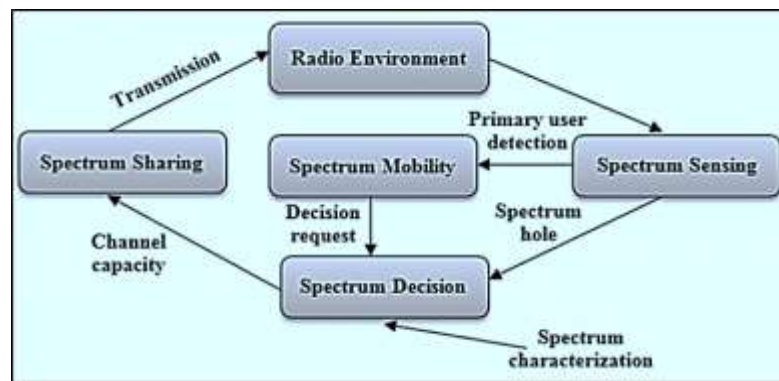 Radio Environment
Transmission
Primary user
detection
Spectrum Sharing
Spectrum Mobility
Spectrum Sensing
Decision
request
Spectrum
hole
Channel
capacity
Spectrum Decision
Spectrum
characterization